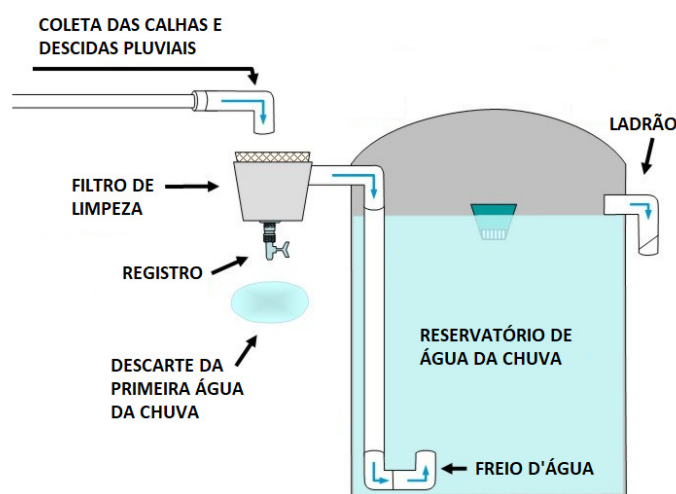 COLETA DAS CALHAS E
DESCIDAS PLUVIAIS
LADRÃO
FILTRO DE
LIMPEZA
REGISTRO
RESERVATÓRIO DE
ÁGUA DA CHUVA
DESCARTE DA
PRIMEIRA ÁGUA
DA CHUVA
FREIO D'ÁGUA